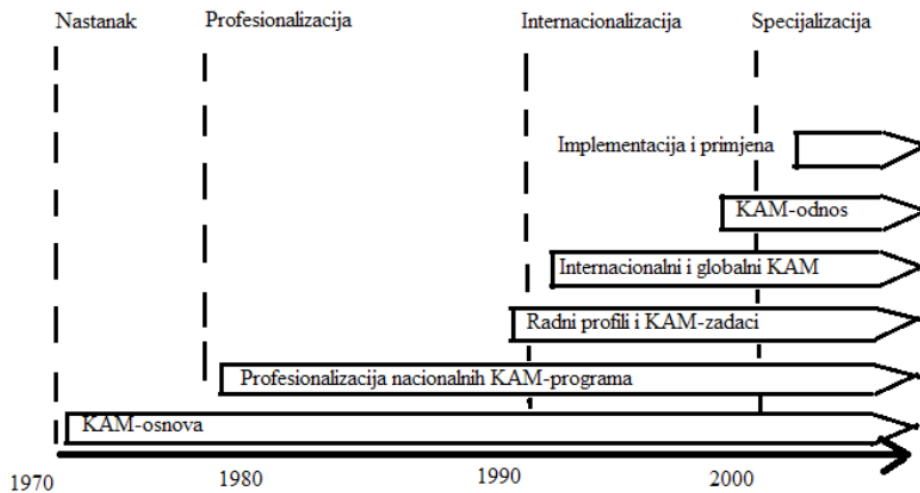 Nastanak
Profesionalizacija
Internacionalizacija
Specijalizacija
Implementacija i primjena
KAM-odnos
Internacionalni i globalni KAM
Radni profili i KAM-zadaci
Profesionalizacija nacionalnih KAM-programa
KAM-osnova
1970
1980
1990
2000